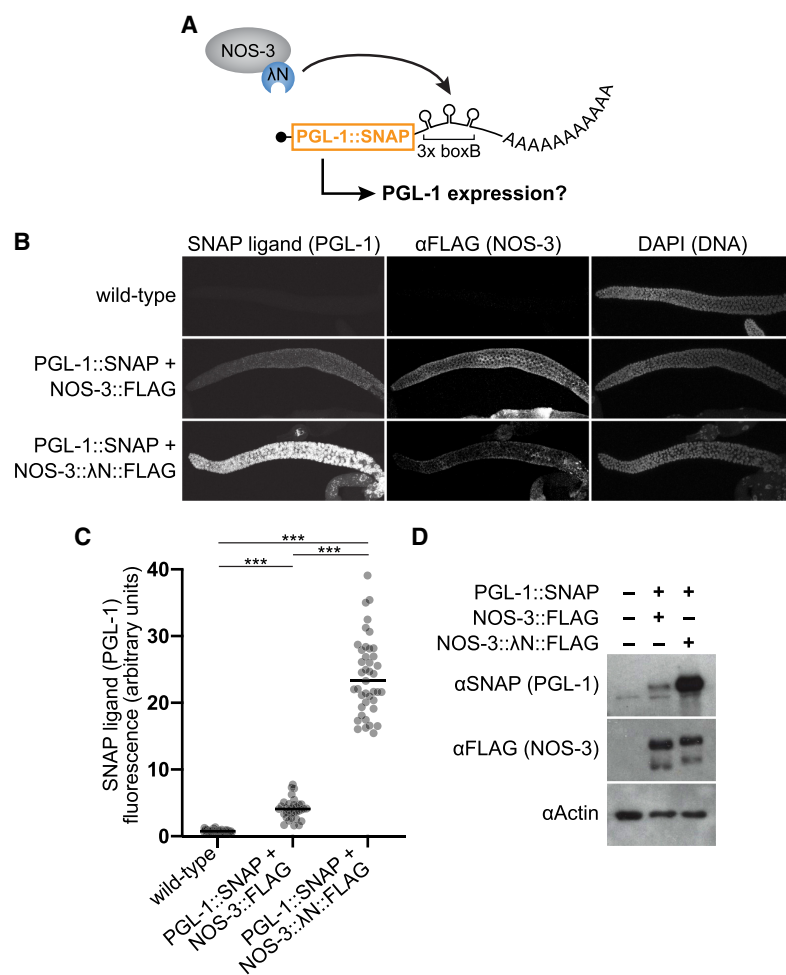 A
NOS-3
λN
PGL-1::SNAP
3x boxB
AAAAAAAAAAA
PGL-1 expression?
B
SNAP ligand (PGL-1)
αFLAG (NOS-3)
DAPI (DNA)
wild-type
PGL-1::SNAP +
NOS-3::FLAG
PGL-1::SNAP +
NOS-3::λN::FLAG
C
***
***
***
SNAP ligand (PGL-1)
fluorescence (arbitrary units)
40
30
20
10
0
wild-type
PGL-1::SNAP +
NOS-3::FLAG
PGL-1::SNAP +
NOS-3::λN::FLAG
D
PGL-1::SNAP – + +
NOS-3::FLAG – + –
NOS-3::λN::FLAG – – +
αSNAP (PGL-1)
αFLAG (NOS-3)
αActin